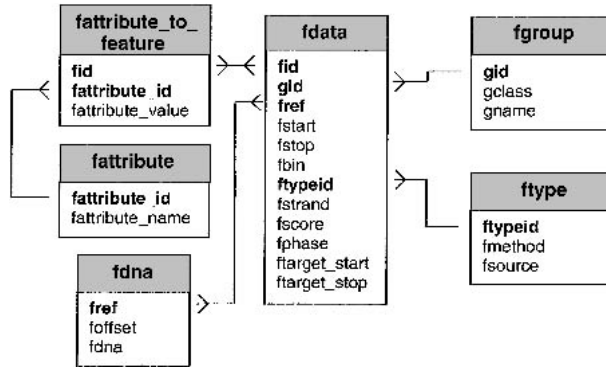 fattribute_to_
feature
fid
fattribute_id
fattribute_value
fattribute
fattribute_id
fattribute_name
fdna
fref
foffset
fdna
fdata
fid
gid
fref
fstart
fstop
fbin
ftypeid
fstrand
fscore
fphase
ftarget_start
ftarget_stop
fgroup
gid
gclass
gname
ftype
ftypeid
fmethod
fsource